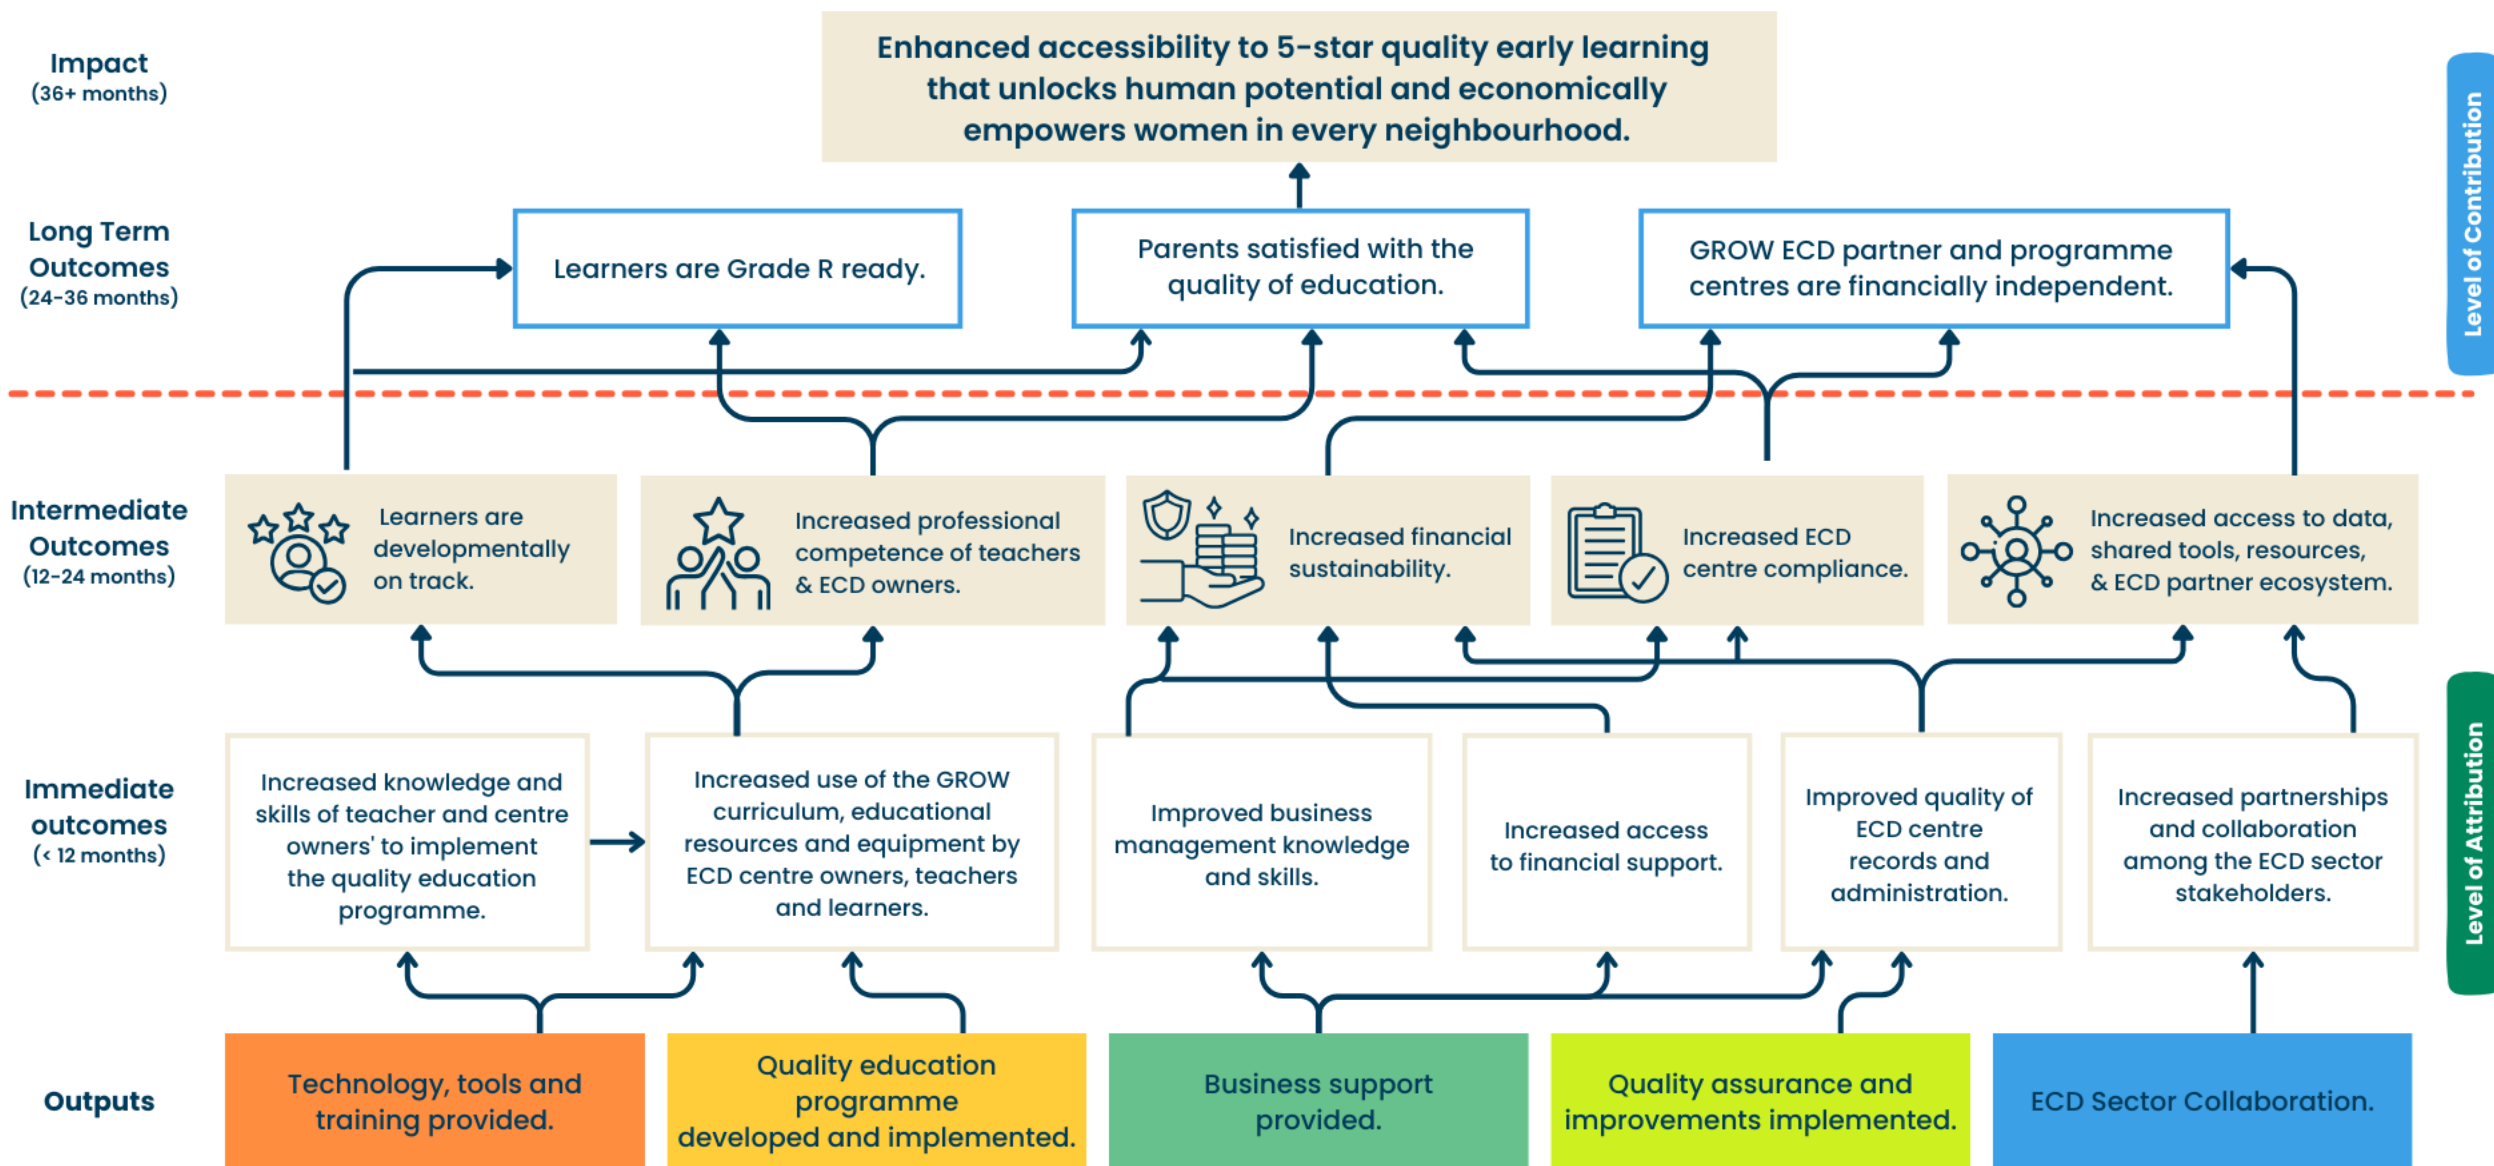 Impact
(36+ months)
Enhanced accessibility to 5-star quality early learning
that unlocks human potential and economically
empowers women in every neighbourhood.
Level of Contribution
Long Term
Outcomes
(24-36 months)
Learners are Grade R ready.
Parents satisfied with the
quality of education.
GROW ECD partner and programme
centres are financially independent.
Intermediate
Outcomes
(12-24 months)
Learners are
developmentally
on track.
Increased professional
competence of teachers
& ECD owners.
Increased financial
sustainability.
Increased ECD
centre compliance.
Increased access to data,
shared tools, resources,
& ECD partner ecosystem.
Immediate
outcomes
(< 12 months)
Increased knowledge and
skills of teacher and centre
owners' to implement
the quality education
programme.
Increased use of the GROW
curriculum, educational
resources and equipment by
ECD centre owners, teachers
and learners.
Improved business
management knowledge
and skills.
Increased access
to financial support.
Improved quality of
ECD centre
records and
administration.
Increased partnerships
and collaboration
among the ECD sector
stakeholders.
Level of Attribution
Outputs
Technology, tools and
training provided.
Quality education
programme
developed and implemented.
Business support
provided.
Quality assurance and
improvements implemented.
ECD Sector Collaboration.